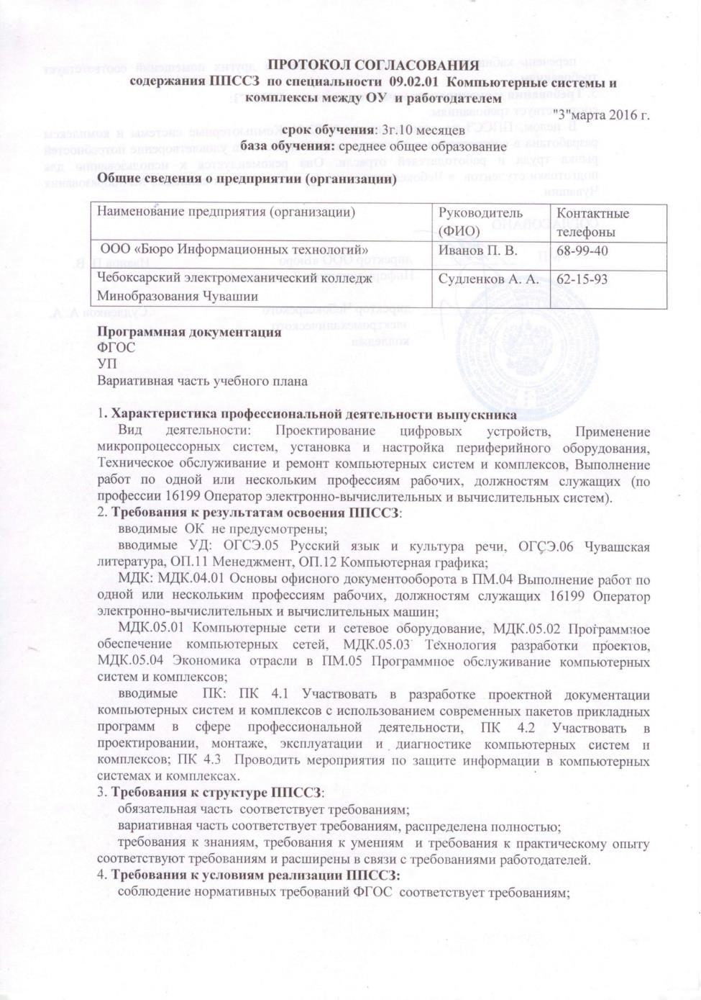 ПРОТОКОЛ СОГЛАСОВАНИЯ
содержания ППССЗ по специальности 09.02.01 Компьютерные системы и
комплексы между ОУ и работодателем
"3"марта 2016 г.
срок обучения: 3г.10 месяцев
база обучения: среднее общее образование
Общие сведения о предприятии (организации)
Наименование предприятия (организации) Руководитель (ФИО) Контактные телефоны
ООО «Бюро Информационных технологий» Иванов П. В. 68-99-40
Чебоксарский электромеханический колледж Судленков А. А. 62-15-93
Минобразования Чувашии
Программная документация
ФГОС
УП
Вариативная часть учебного плана
1. Характеристика профессиональной деятельности выпускника
Вид деятельности: Проектирование цифровых устройств, Применение
микропроцессорных систем, установка и настройка периферийного оборудования,
Техническое обслуживание и ремонт компьютерных систем и комплексов, Выполнение
работ по одной или нескольким профессиям рабочих, должностям служащих (по
профессии 16199 Оператор электронно-вычислительных и вычислительных систем).
2. Требования к результатам освоения ППССЗ:
вводимые ОК не предусмотрены;
вводимые УД: ОГСЭ.05 Русский язык и культура речи, ОГСЭ.06 Чувашская
литература, ОП.11 Менеджмент, ОП.12 Компьютерная графика;
МДК: МДК.04.01 Основы офисного документооборота в ПМ.04 Выполнение работ по
одной или нескольким профессиям рабочих, должностям служащих 16199 Оператор
электронно-вычислительных и вычислительных машин;
МДК.05.01 Компьютерные сети и сетевое оборудование, МДК.05.02 Программное
обеспечение компьютерных сетей, МДК.05.03 Технология разработки проектов,
МДК.05.04 Экономика отрасли в ПМ.05 Программное обслуживание компьютерных
систем и комплексов;
вводимые ПК: ПК 4.1 Участвовать в разработке проектной документации
компьютерных систем и комплексов с использованием современных пакетов прикладных
программ в сфере профессиональной деятельности, ПК 4.2 Участвовать в
проектировании, монтаже, эксплуатации и диагностике компьютерных систем и
комплексов; ПК 4.3 Проводить мероприятия по защите информации в компьютерных
системах и комплексах.
3. Требования к структуре ППССЗ:
обязательная часть соответствует требованиям;
вариативная часть соответствует требованиям, распределена полностью;
требования к знаниям, требования к умениям и требования к практическому опыту
соответствуют требованиям и расширены в связи с требованиями работодателей.
4. Требования к условиям реализации ППССЗ:
соблюдение нормативных требований ФГОС соответствует требованиям;